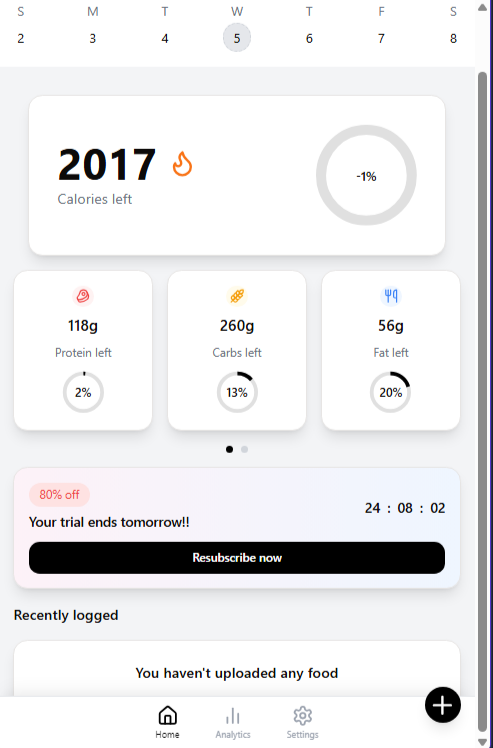 S M T W T F S
2 3 4 5 6 7 8
2017
Calories left
-1%
118g 260g 56g
Protein left Carbs left Fat left
2% 13% 20%
80% off
24 : 08 : 02
Your trial ends tomorrow!!
Resubscribe now
Recently logged
You haven't uploaded any food
Home Analytics Settings